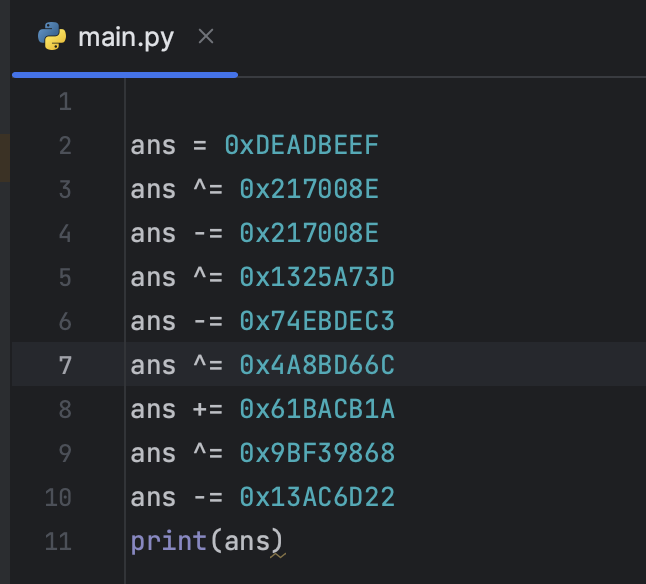 main.py
1
2 ans = 0xDEADBEEF
3 ans ^= 0x217008E
4 ans -= 0x217008E
5 ans ^= 0x1325A73D
6 ans -= 0x74EBDEC3
7 ans ^= 0x4A8BD66C
8 ans += 0x61BACB1A
9 ans ^= 0x9BF39868
10 ans -= 0x13AC6D22
11 print(ans)